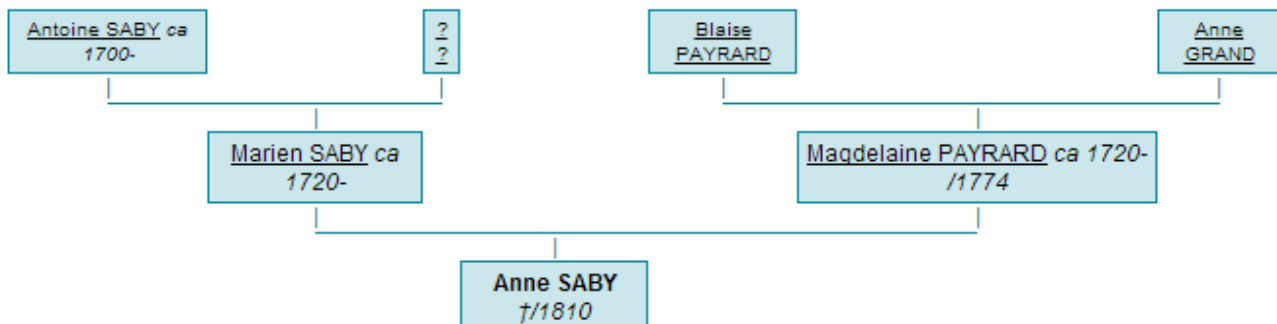 Antoine SABY ca
1700-
?
?
Blaise
PAYRARD
Anne
GRAND
Marien SABY ca
1720-
Magdelaine PAYRARD ca 1720-
/1774
Anne SABY
†/1810